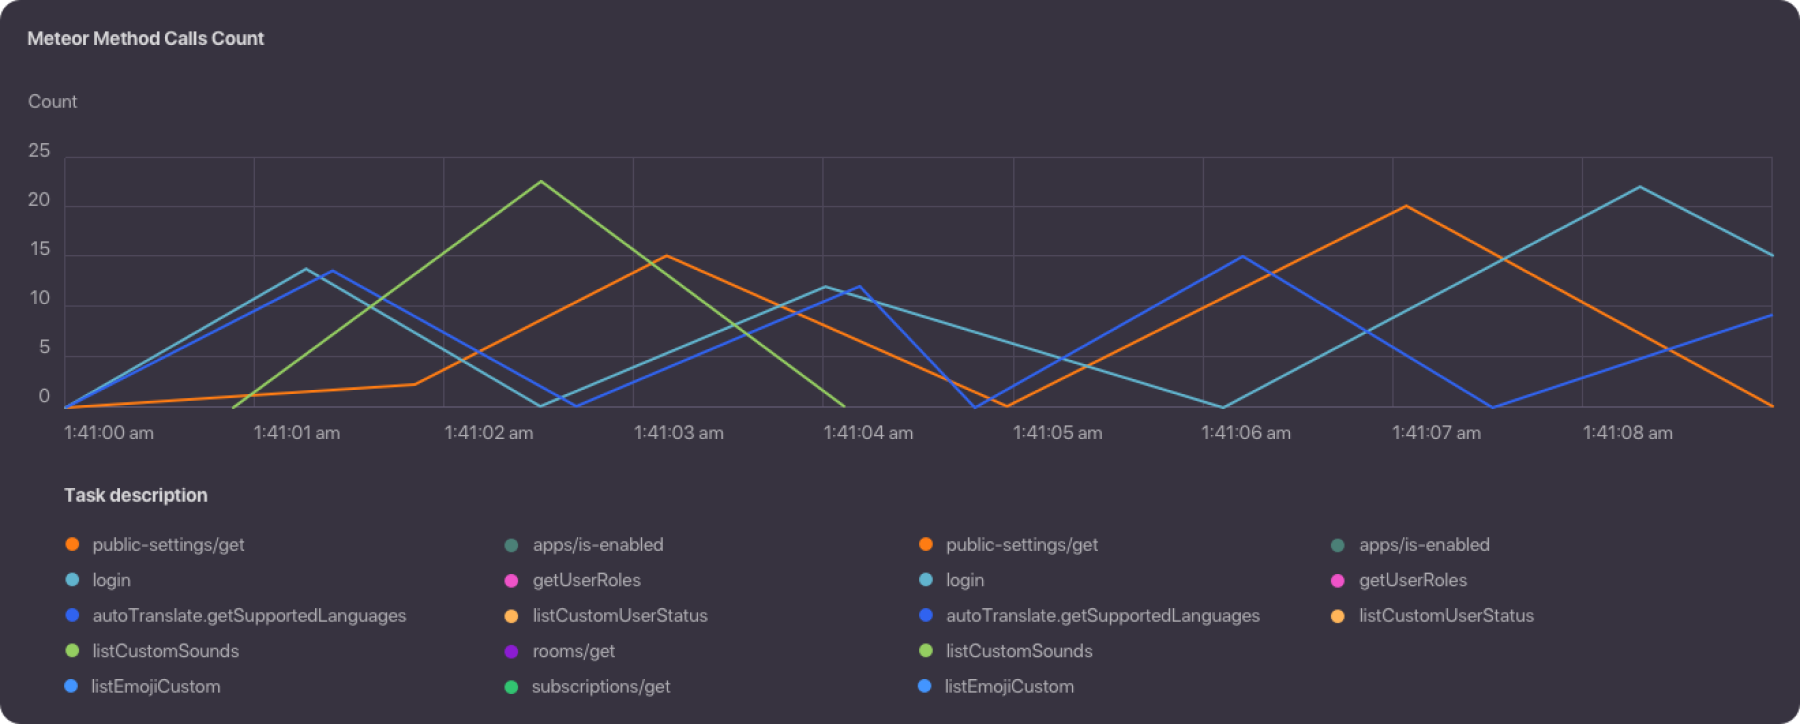 Meteor Method Calls Count
Count
25
20
15
10
5
0
1:41:00 am 1:41:01 am 1:41:02 am 1:41:03 am 1:41:04 am 1:41:05 am 1:41:06 am 1:41:07 am 1:41:08 am
Task description
public-settings/get apps/is-enabled public-settings/get apps/is-enabled
login getUserRoles login getUserRoles
autoTranslate.getSupportedLanguages listCustomUserStatus autoTranslate.getSupportedLanguages listCustomUserStatus
listCustomSounds rooms/get listCustomSounds
listEmojiCustom subscriptions/get listEmojiCustom